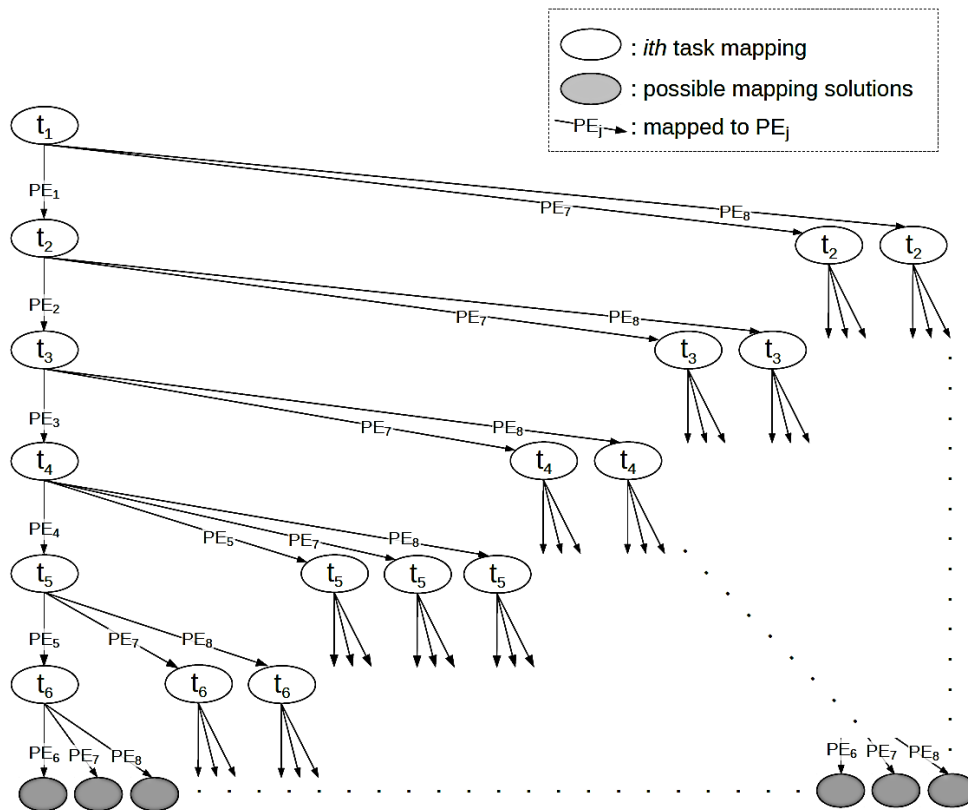 : ith task mapping
: possible mapping solutions
PEj : mapped to PEj
t1
PE1
PE7
PE8
t2
t2
t2
PE2
PE7
PE8
t3
t3
t3
PE3
PE7
PE8
t4
t4
t4
PE4
PE5
PE7
PE8
t5
t5
t5
t5
PE5
PE7
PE8
t6
t6
t6
PE6
PE7
PE8
PE6
PE7
PE8